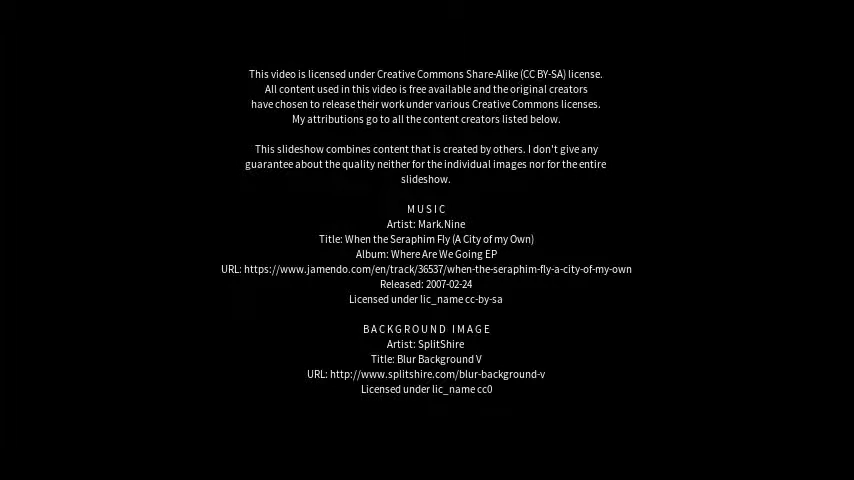 This video is licensed under Creative Commons Share-Alike (CC BY-SA) license.
All content used in this video is free available and the original creators
have chosen to release their work under various Creative Commons licenses.
My attributions go to all the content creators listed below.
This slideshow combines content that is created by others. I don't give any
guarantee about the quality neither for the individual images nor for the entire
slideshow.
MUSIC
Artist: Mark.Nine
Title: When the Seraphim Fly (A City of my Own)
Album: Where Are We Going EP
URL: https://www.jamendo.com/en/track/36537/when-the-seraphim-fly-a-city-of-my-own
Released: 2007-02-24
Licensed under lic_name cc-by-sa
BACKGROUND IMAGE
Artist: SplitShire
Title: Blur Background V
URL: http://www.splitshire.com/blur-background-v
Licensed under lic_name cc0